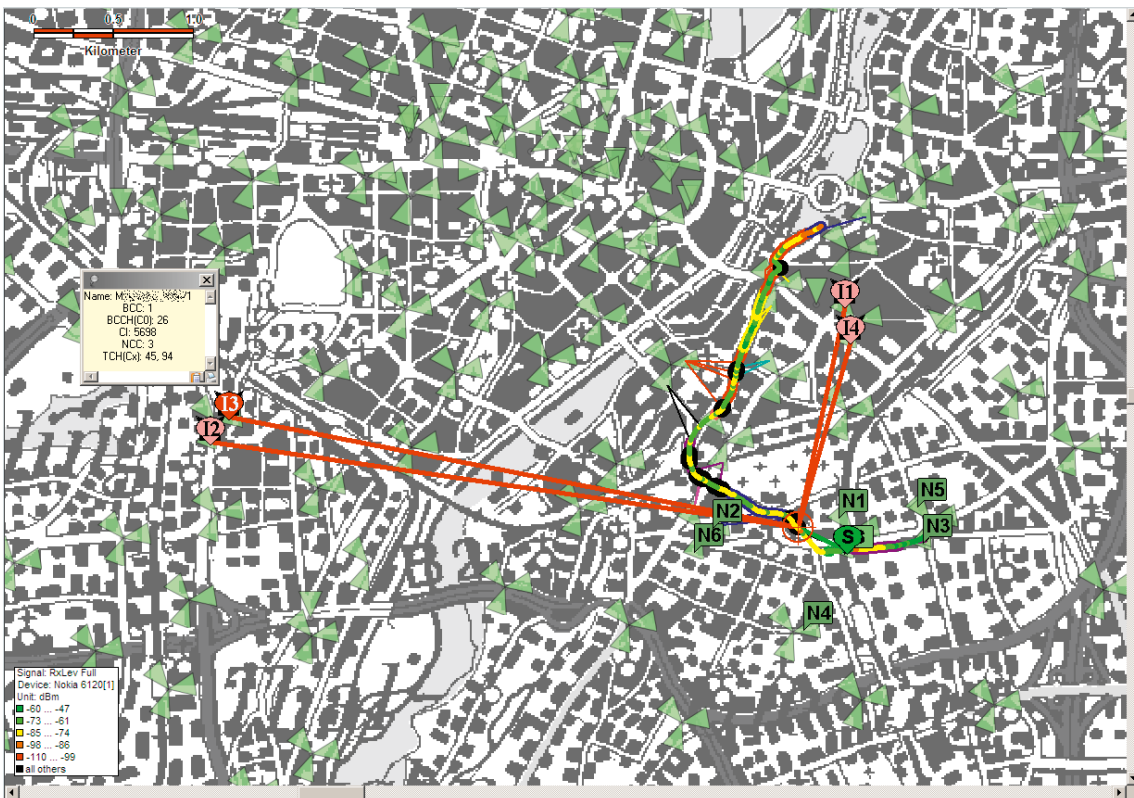 0 0.5 1.0
Kilometer
Name: M
BCC: 1
BCCH(C0): 26
CI: 5698
NCC: 3
TCH(Cx): 45, 94
I1
I4
I3
I2
N5
N1
N2
N3
N6
S
N4
Signal: RxLev Full
Device: Nokia 6120[1]
Unit: dBm
-60 ... -47
-73 ... -61
-85 ... -74
-98 ... -86
-110 ... -99
all others